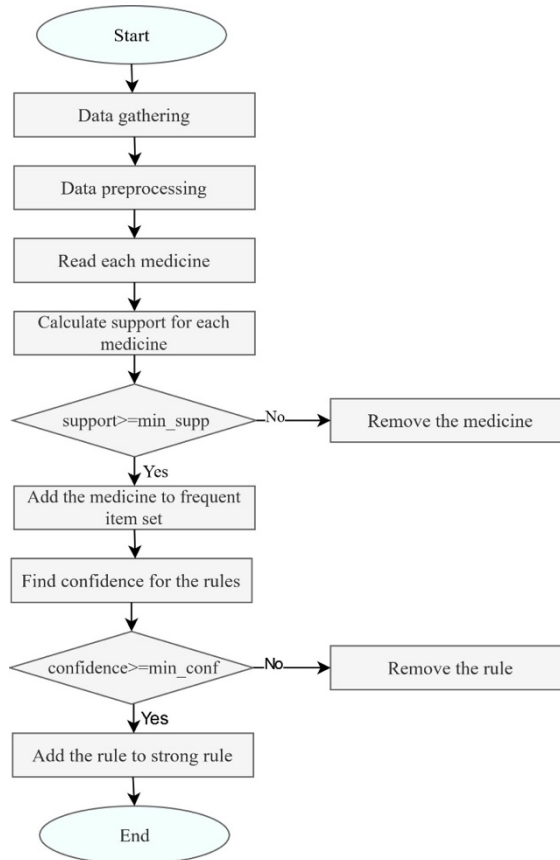 Start
Data gathering
Data preprocessing
Read each medicine
Calculate support for each
medicine
support>=min_supp
No
Remove the medicine
Yes
Add the medicine to frequent
item set
Find confidence for the rules
confidence>=min_conf
No
Remove the rule
Yes
Add the rule to strong rule
End